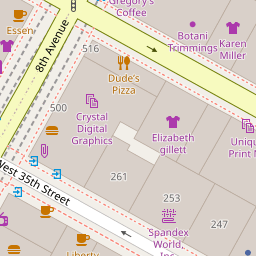 Gregory's
Coffee
Essen
8th Avenue
516
Botani
Trimmings
Karen
Miller
Dude's
Pizza
500
Crystal
Digital
Graphics
Elizabeth
gillett
Uniqu
Print M
West 35th Street
261
253
247
Spandex
World,
Inc.
Liberty